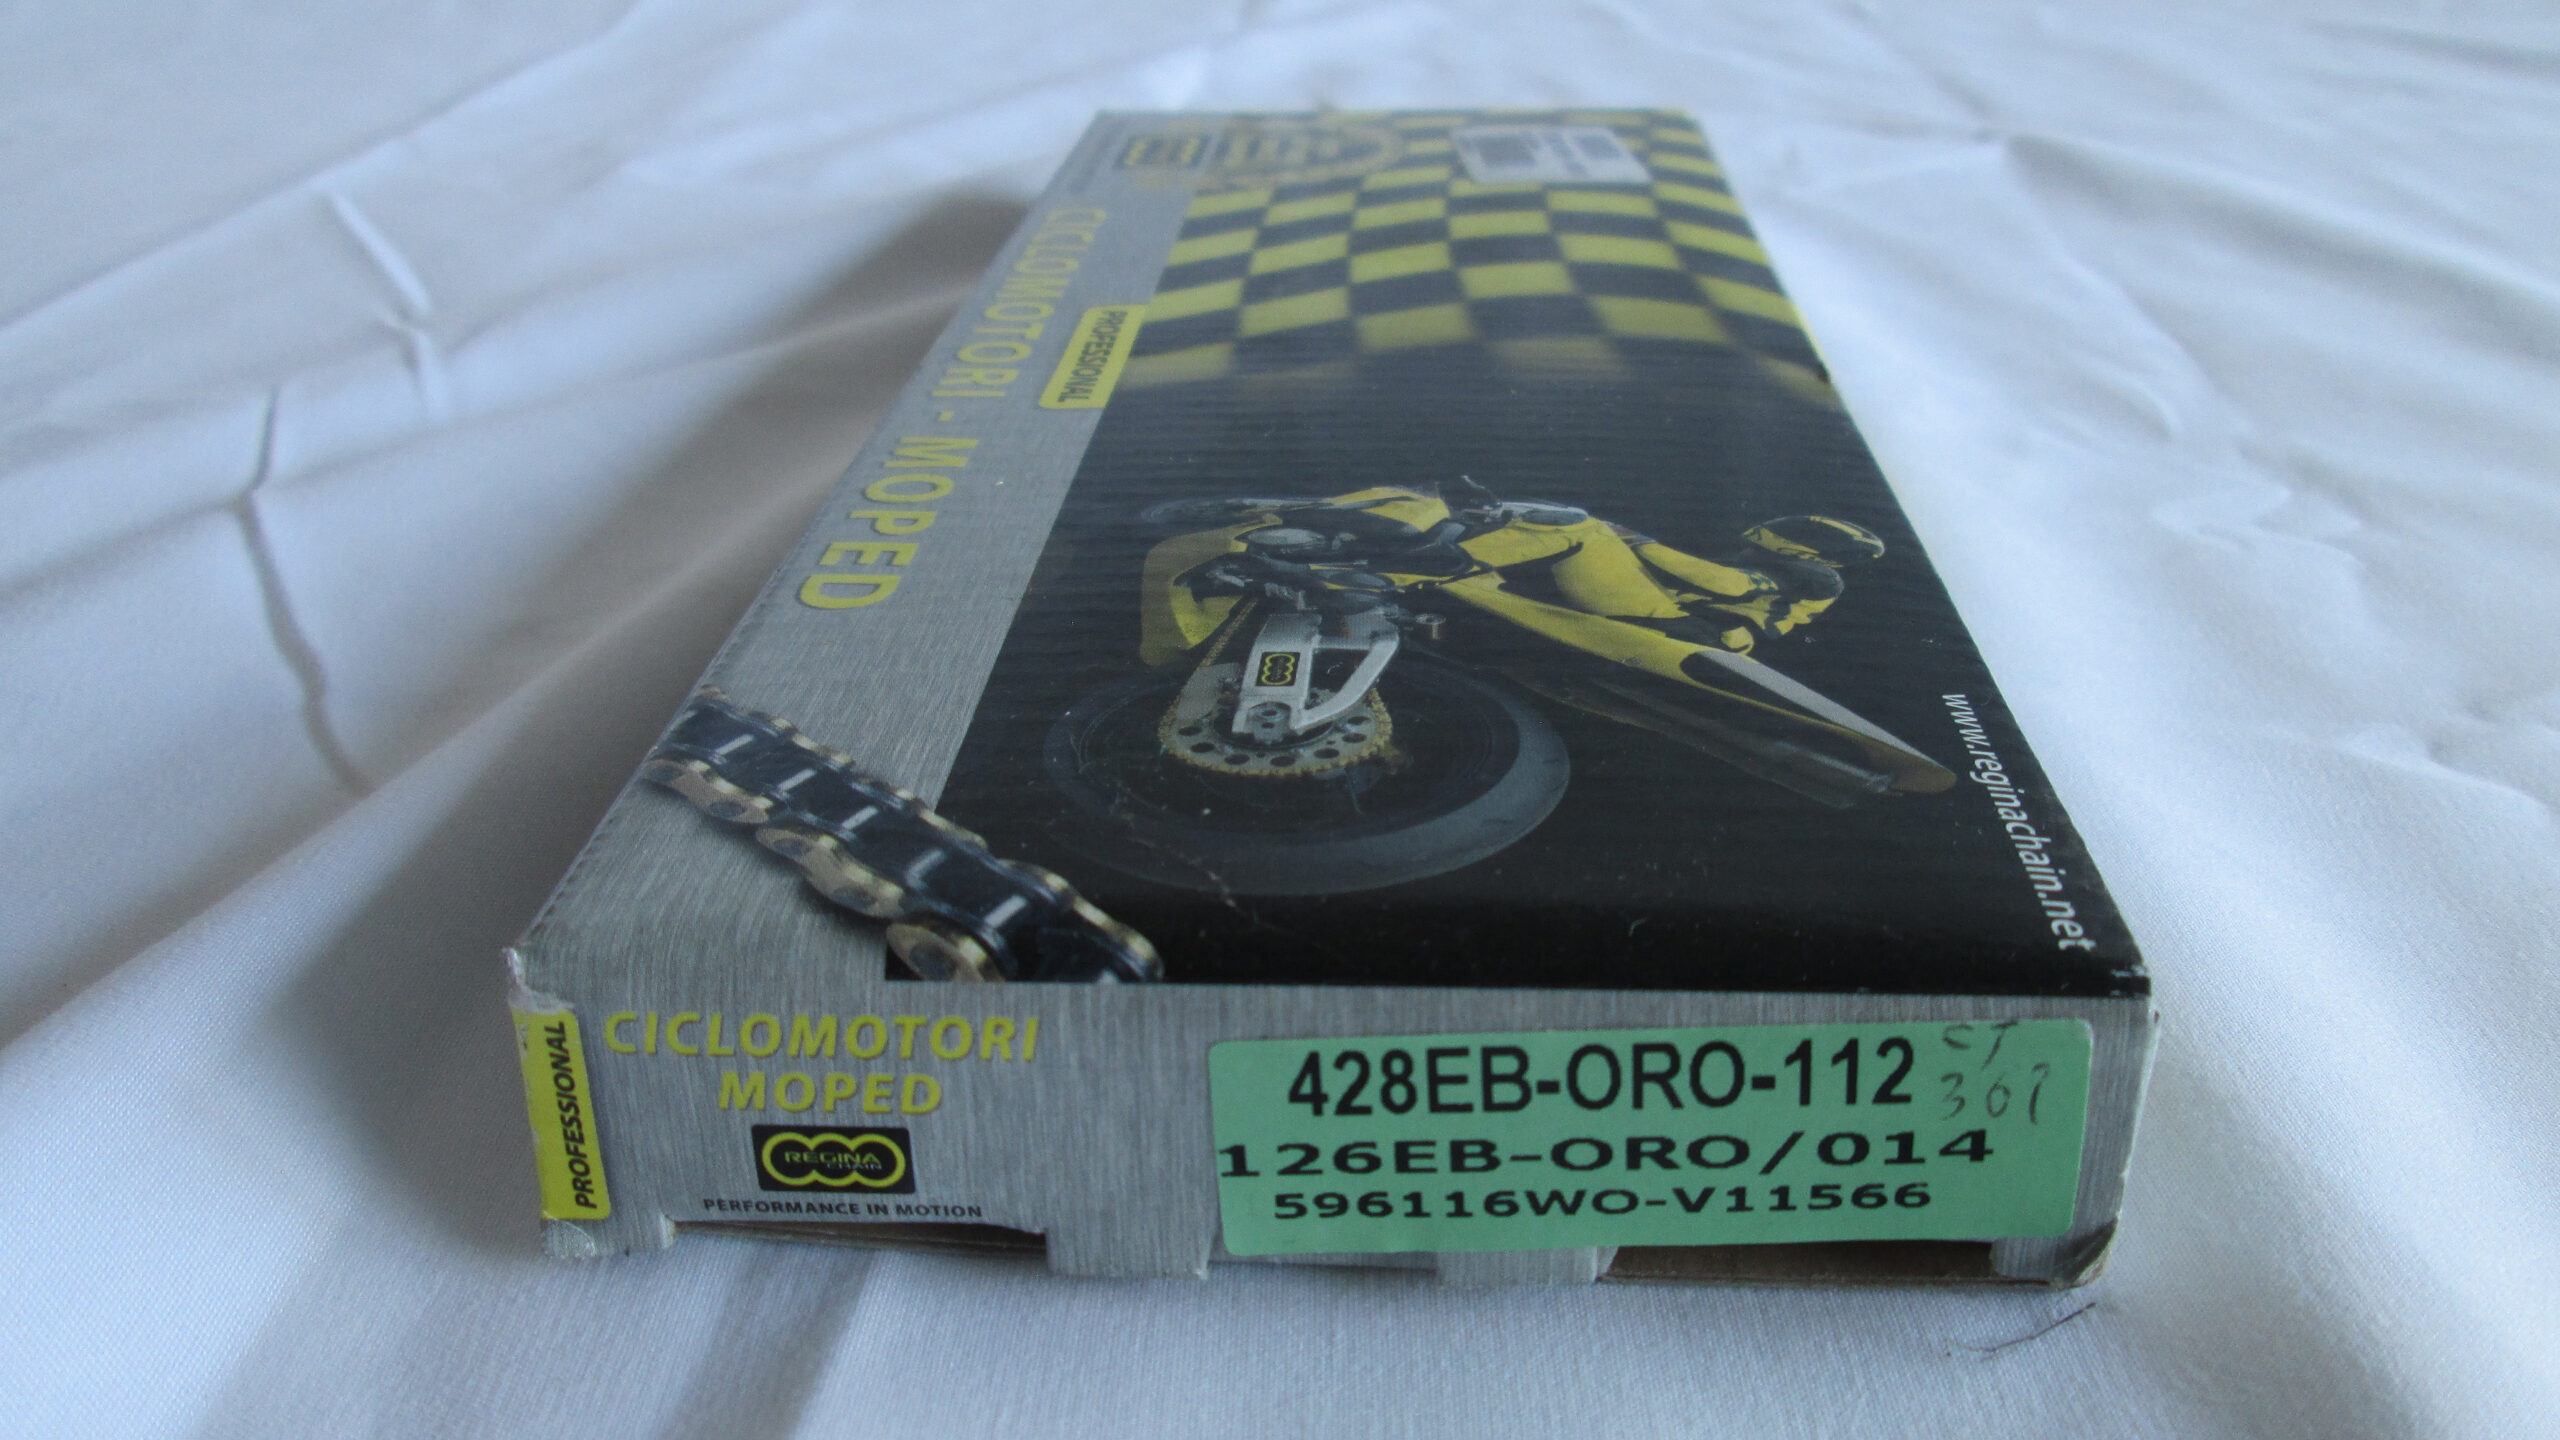 CICLOMOTORI - MOPED
PROFESSIONAL
www.reginachain.net
PROFESSIONAL
CICLOMOTORI
MOPED
REGINA
CHAIN
PERFORMANCE IN MOTION
428EB-ORO-112
126EB-ORO/014
596116WO-V11566